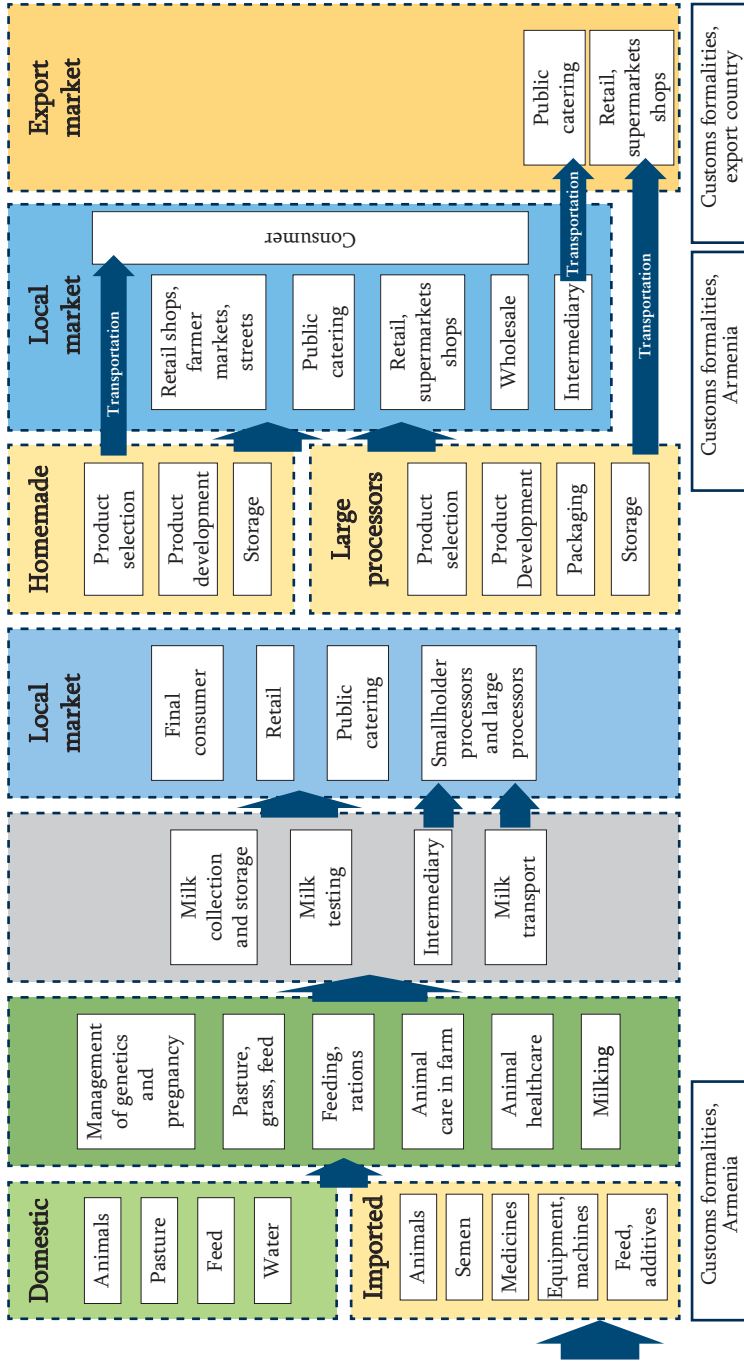 Domestic
Animals
Pasture
Feed
Water
Imported
Animals
Semen
Medicines
Equipment,
machines
Feed,
additives
Customs formalities,
Armenia
Management
of genetics
and
pregnancy
Pasture,
grass, feed
Feeding,
rations
Animal
care in farm
Animal
healthcare
Milking
Milk
collection
and storage
Milk
testing
Intermediary
Milk
transport
Local
market
Final
consumer
Retail
Public
catering
Smallholder
processors
and large
processors
Homemade
Product
selection
Product
development
Storage
Large
processors
Product
selection
Product
Development
Packaging
Storage
Local
market
Transportation
Retail shops,
farmer
markets,
streets
Public
catering
Retail,
supermarkets
shops
Wholesale
Intermediary
Consumer
Transportation
Transportation
Customs formalities,
Armenia
Export
market
Public
catering
Retail,
supermarkets
shops
Customs formalities,
export country